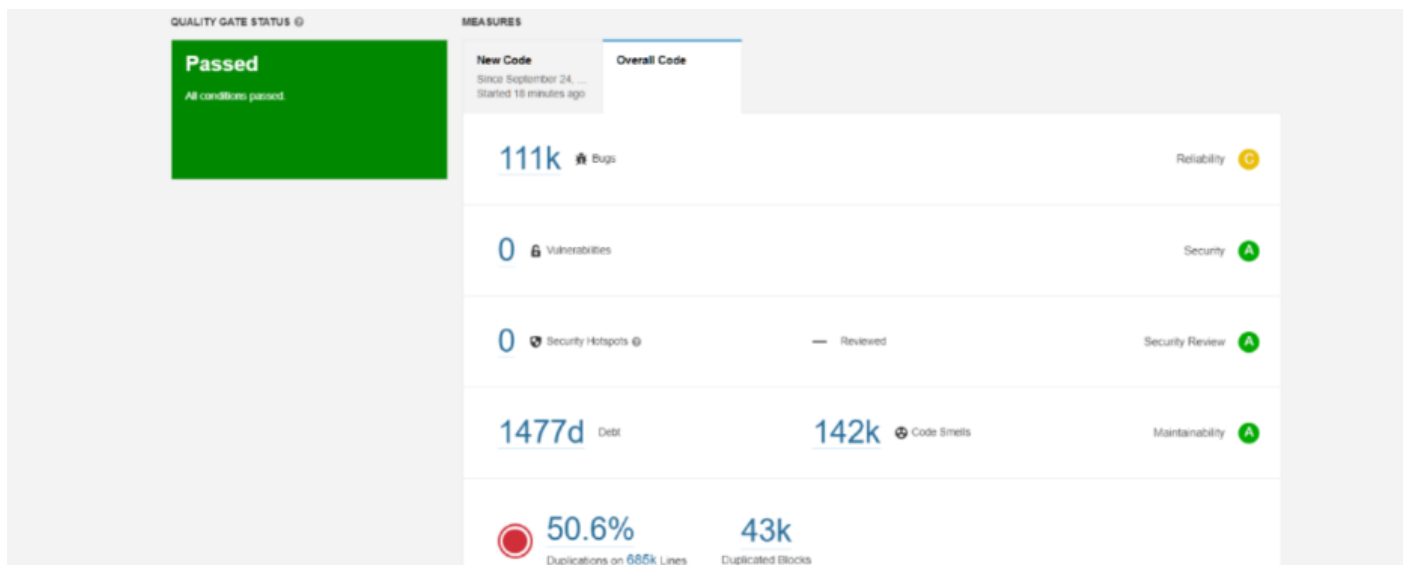 QUALITY GATE STATUS
MEASURES
Passed
All conditions passed.
New Code
Since September 24, ...
Started 18 minutes ago
Overall Code
111k Bugs
Reliability C
0 Vulnerabilities
Security A
0 Security Hotspots
— Reviewed
Security Review A
1477d Debt
142k Code Smells
Maintainability A
50.6%
Duplications on 685k Lines
43k
Duplicated Blocks